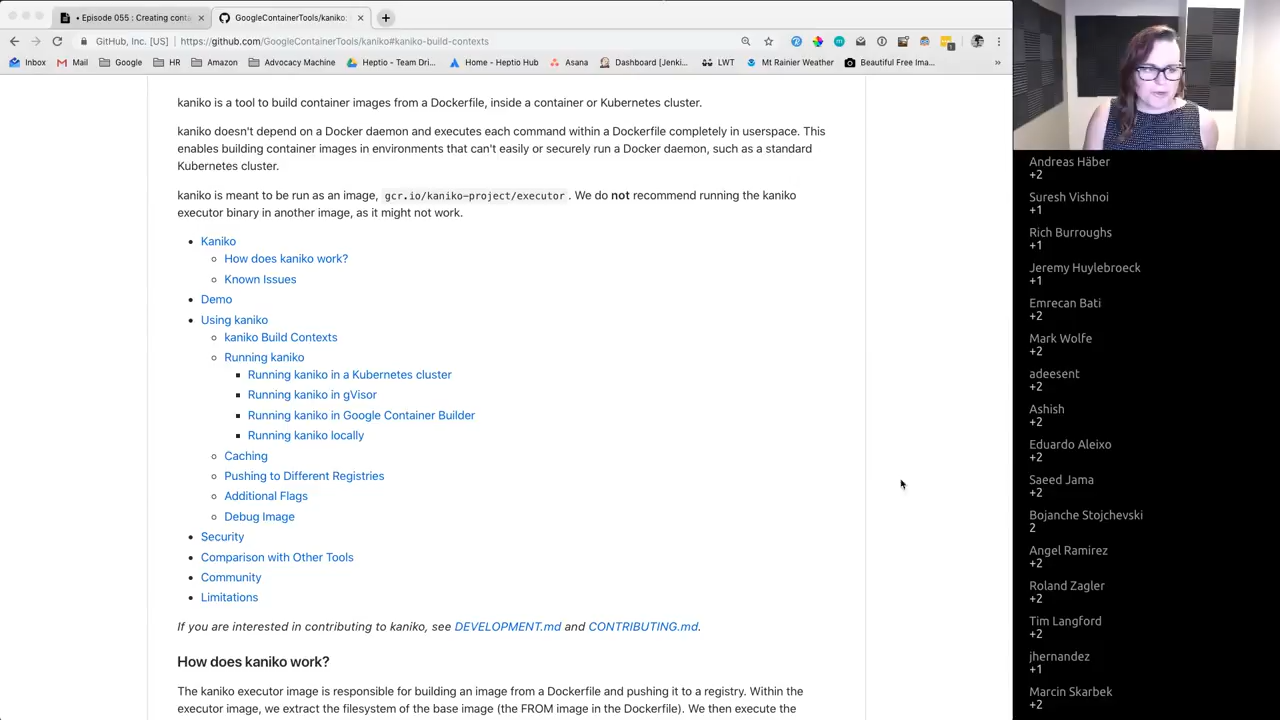 • Episode 055 : Creating conta
GoogleContainerTools/kaniko:
GitHub, Inc. [US] | https://github.com/GoogleContainerTools/kaniko#kaniko-build-contexts
Inbox
Mail
Google
HR
Amazon
Advocacy Machine
Heptio - Team Dri...
Home - Heptio Hub
Asana
Dashboard [Jenki...
LWT
Mt Rainier Weather
Beautiful Free Ima...
»
kaniko is a tool to build container images from a Dockerfile, inside a container or Kubernetes cluster.
kaniko doesn't depend on a Docker daemon and executes each command within a Dockerfile completely in userspace. This
enables building container images in environments that can't easily or securely run a Docker daemon, such as a standard
Kubernetes cluster.
kaniko is meant to be run as an image, gcr.io/kaniko-project/executor . We do not recommend running the kaniko
executor binary in another image, as it might not work.
• Kaniko
How does kaniko work?
Known Issues
• Demo
• Using kaniko
kaniko Build Contexts
Running kaniko
Running kaniko in a Kubernetes cluster
Running kaniko in gVisor
Running kaniko in Google Container Builder
Running kaniko locally
Caching
Pushing to Different Registries
Additional Flags
Debug Image
• Security
• Comparison with Other Tools
• Community
• Limitations
If you are interested in contributing to kaniko, see DEVELOPMENT.md and CONTRIBUTING.md.
How does kaniko work?
The kaniko executor image is responsible for building an image from a Dockerfile and pushing it to a registry. Within the
executor image, we extract the filesystem of the base image (the FROM image in the Dockerfile). We then execute the
Andreas Häber
+2
Suresh Vishnoi
+1
Rich Burroughs
+1
Jeremy Huylebroeck
+1
Emrecan Bati
+2
Mark Wolfe
+2
adeesent
+2
Ashish
+2
Eduardo Aleixo
+2
Saeed Jama
+2
Bojanche Stojchevski
2
Angel Ramirez
+2
Roland Zagler
+2
Tim Langford
+2
jhernandez
+1
Marcin Skarbek
+2